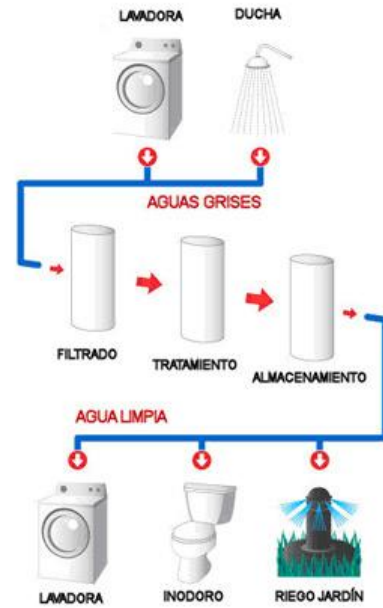 LAVADORA
DUCHA
AGUAS GRISES
FILTRADO
TRATAMIENTO
ALMACENAMIENTO
AGUA LIMPIA
LAVADORA
INODORO
RIEGO JARDÍN